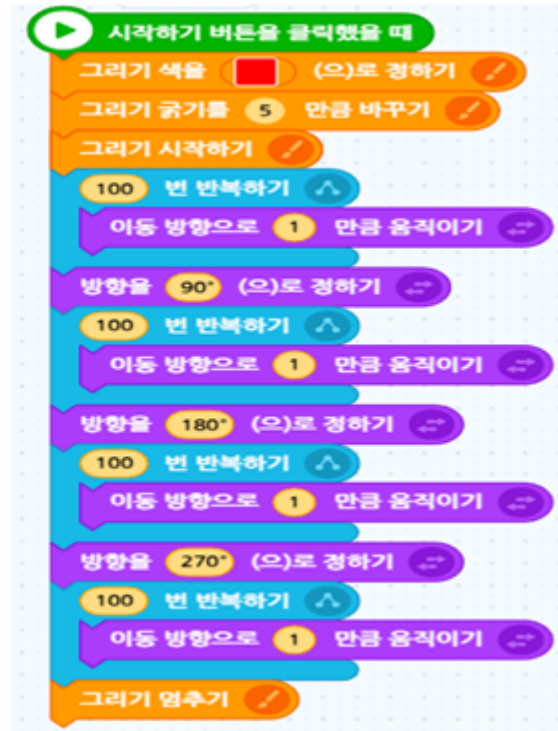 시작하기 버튼을 클릭했을 때
그리기 색을 (으)로 정하기
그리기 굵기를 5 만큼 바꾸기
그리기 시작하기
100 번 반복하기
이동 방향으로 1 만큼 움직이기
방향을 90° (으)로 정하기
100 번 반복하기
이동 방향으로 1 만큼 움직이기
방향을 180° (으)로 정하기
100 번 반복하기
이동 방향으로 1 만큼 움직이기
방향을 270° (으)로 정하기
100 번 반복하기
이동 방향으로 1 만큼 움직이기
그리기 멈추기